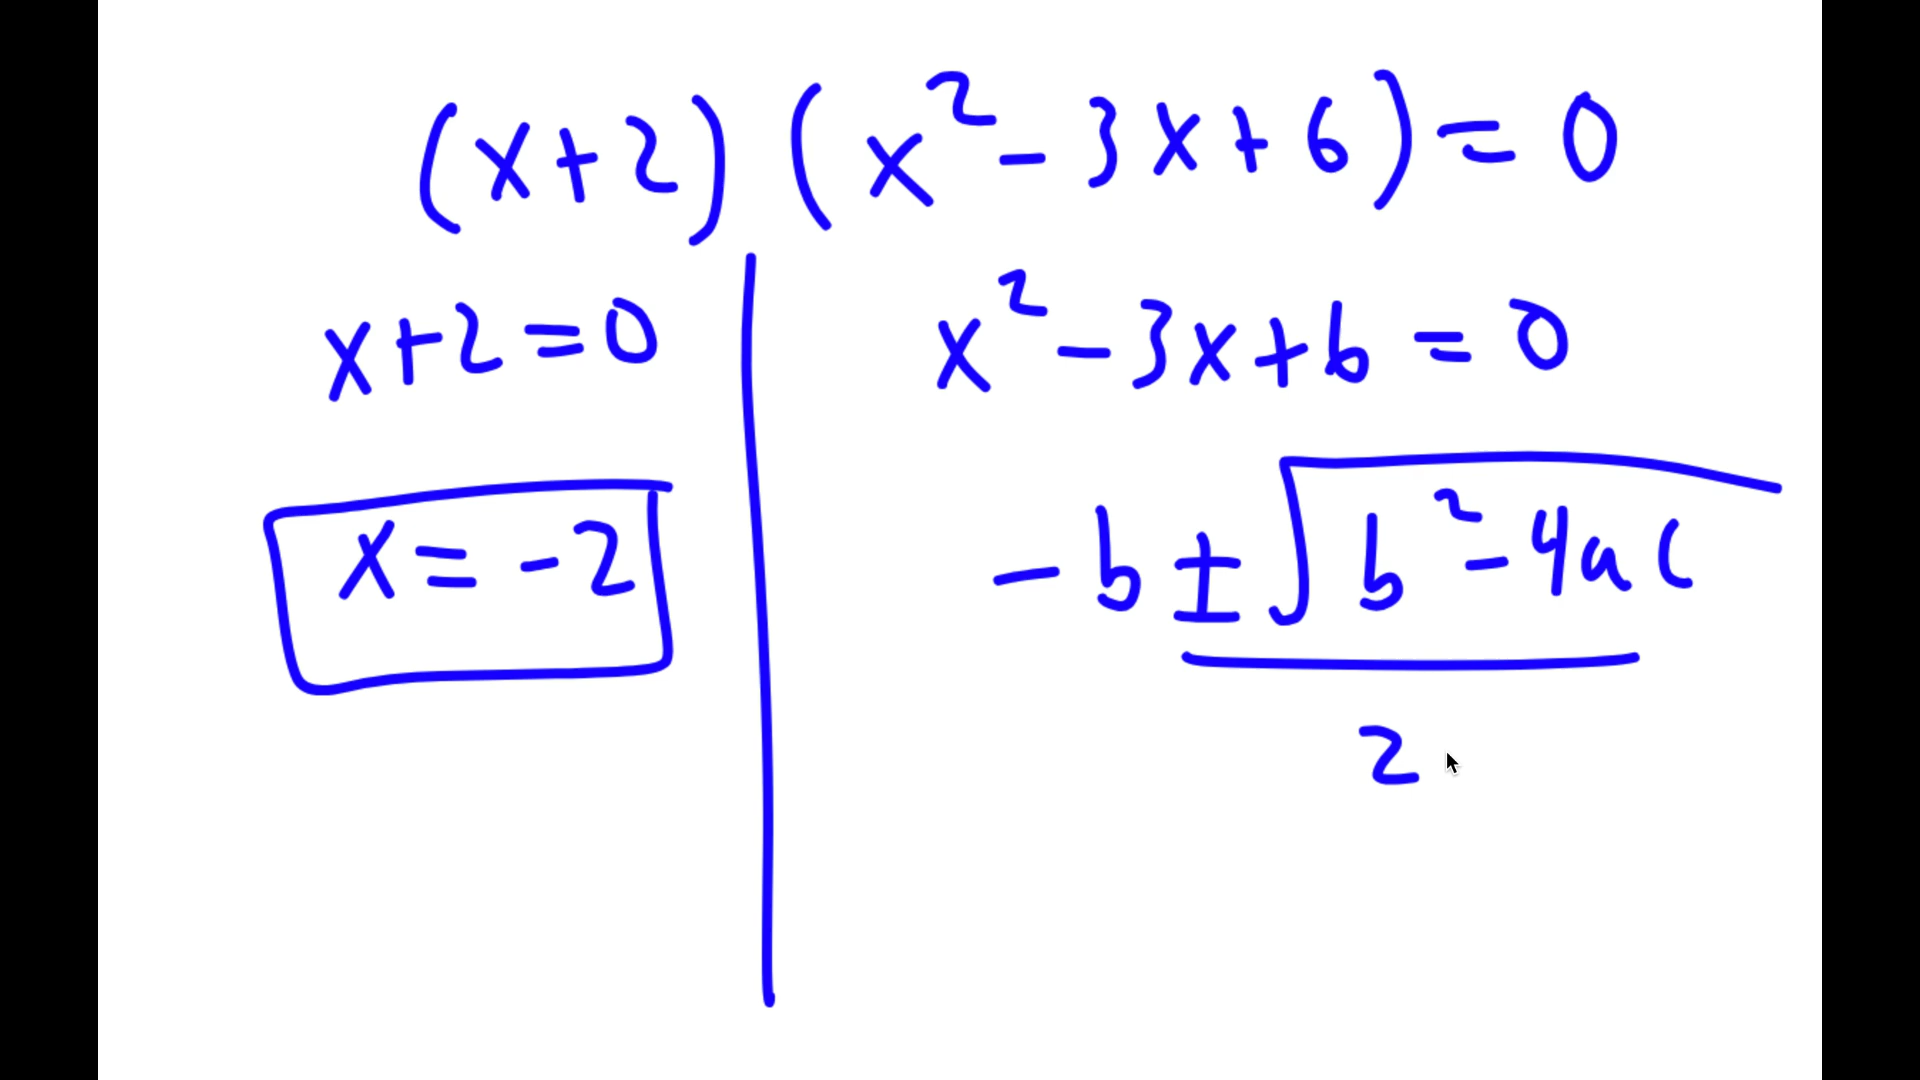 (x+2)(x²-3x+6)=0
x+2=0
x=-2
x²-3x+6=0
-b±√b²-4ac
2